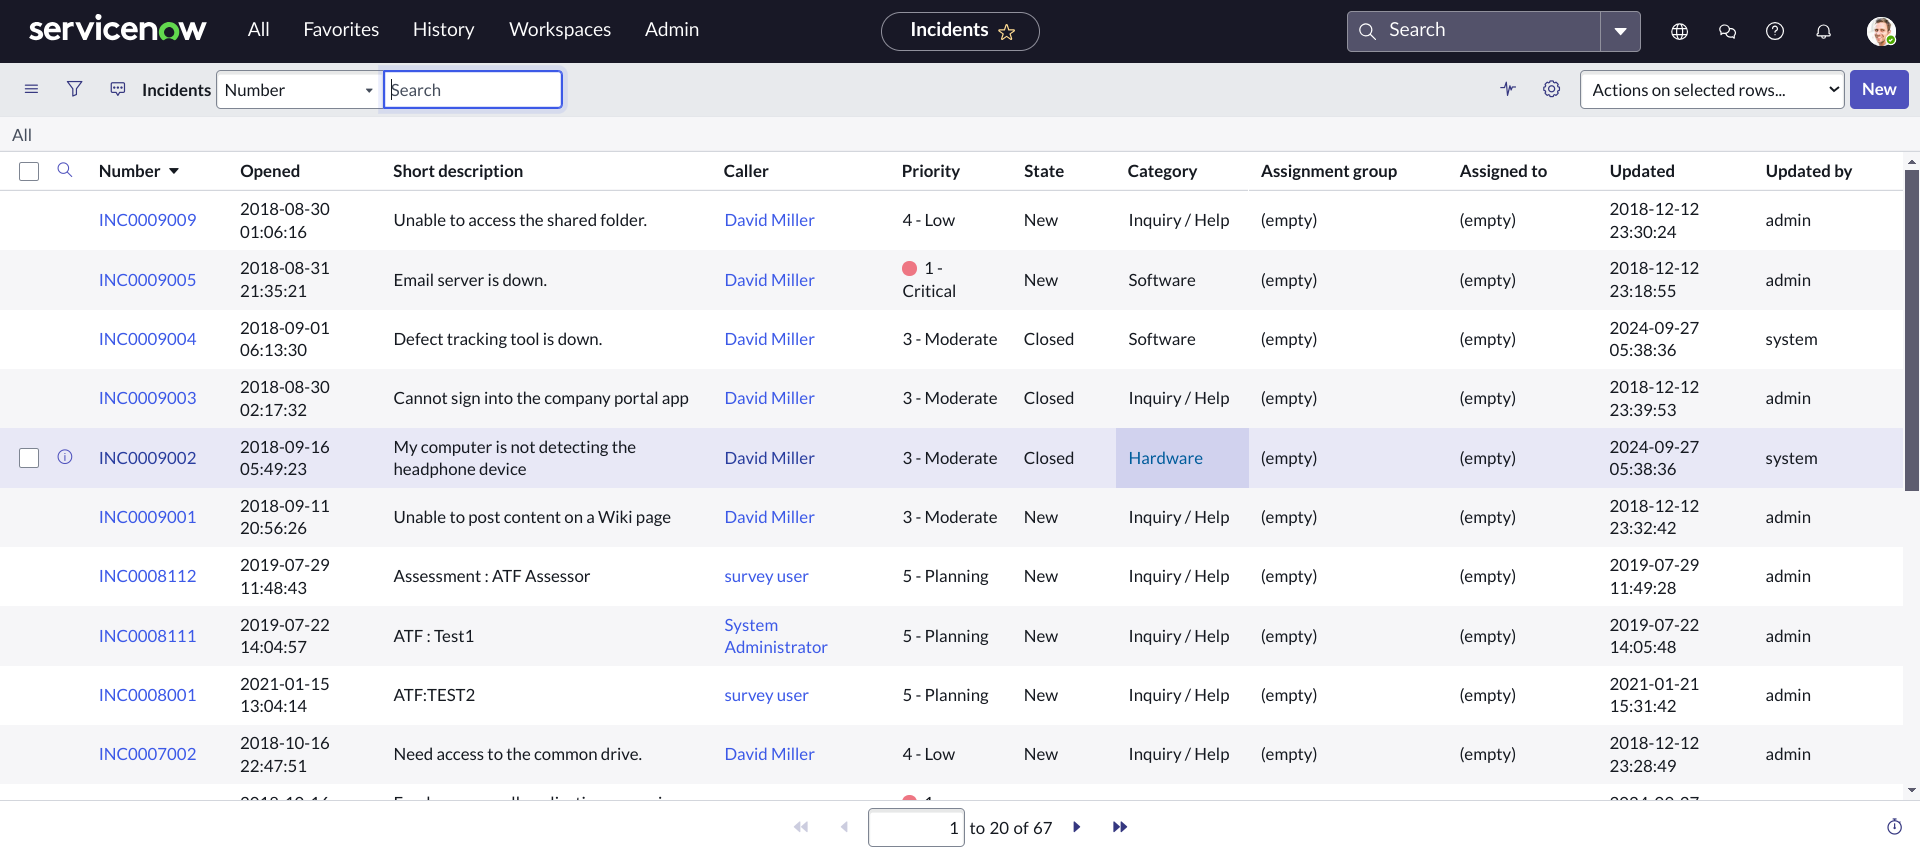 servicenow All Favorites History Workspaces Admin Incidents Search
Incidents Number Search Actions on selected rows... New
All
Number Opened Short description Caller Priority State Category Assignment group Assigned to Updated Updated by
INC0009009 2018-08-30 01:06:16 Unable to access the shared folder. David Miller 4 - Low New Inquiry / Help (empty) (empty) 2018-12-12 23:30:24 admin
INC0009005 2018-08-31 21:35:21 Email server is down. David Miller 1 - Critical New Software (empty) (empty) 2018-12-12 23:18:55 admin
INC0009004 2018-09-01 06:13:30 Defect tracking tool is down. David Miller 3 - Moderate Closed Software (empty) (empty) 2024-09-27 05:38:36 system
INC0009003 2018-08-30 02:17:32 Cannot sign into the company portal app David Miller 3 - Moderate Closed Inquiry / Help (empty) (empty) 2018-12-12 23:39:53 admin
INC0009002 2018-09-16 05:49:23 My computer is not detecting the headphone device David Miller 3 - Moderate Closed Hardware (empty) (empty) 2024-09-27 05:38:36 system
INC0009001 2018-09-11 20:56:26 Unable to post content on a Wiki page David Miller 3 - Moderate New Inquiry / Help (empty) (empty) 2018-12-12 23:32:42 admin
INC0008112 2019-07-29 11:48:43 Assessment : ATF Assessor survey user 5 - Planning New Inquiry / Help (empty) (empty) 2019-07-29 11:49:28 admin
INC0008111 2019-07-22 14:04:57 ATF : Test1 System Administrator 5 - Planning New Inquiry / Help (empty) (empty) 2019-07-22 14:05:48 admin
INC0008001 2021-01-15 13:04:14 ATF:TEST2 survey user 5 - Planning New Inquiry / Help (empty) (empty) 2021-01-21 15:31:42 admin
INC0007002 2018-10-16 22:47:51 Need access to the common drive. David Miller 4 - Low New Inquiry / Help (empty) (empty) 2018-12-12 23:28:49 admin
1 to 20 of 67